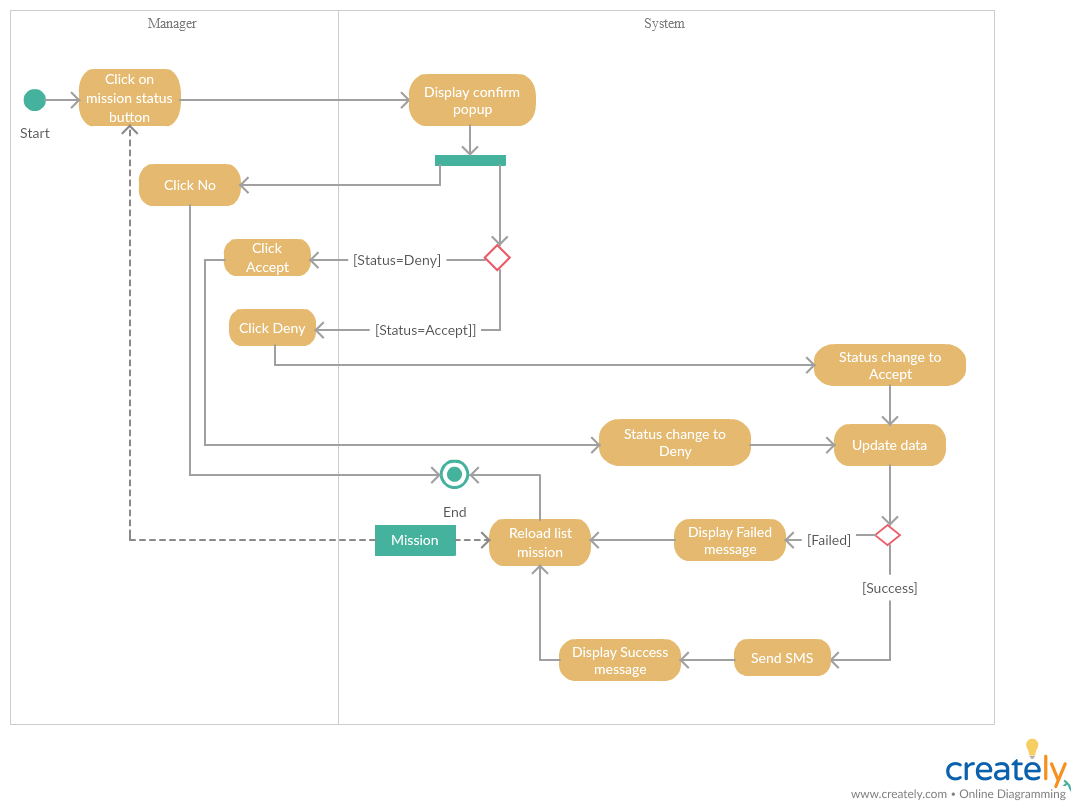 Manager
System
Click on
mission status
button
Display confirm
popup
Start
Click No
Click
Accept
[Status=Deny]
Click Deny
[Status=Accept]]
Status change to
Accept
Status change to
Deny
Update data
End
Mission
Reload list
mission
Display Failed
message
[Failed]
[Success]
Display Success
message
Send SMS
creately
www.creately.com • Online Diagramming